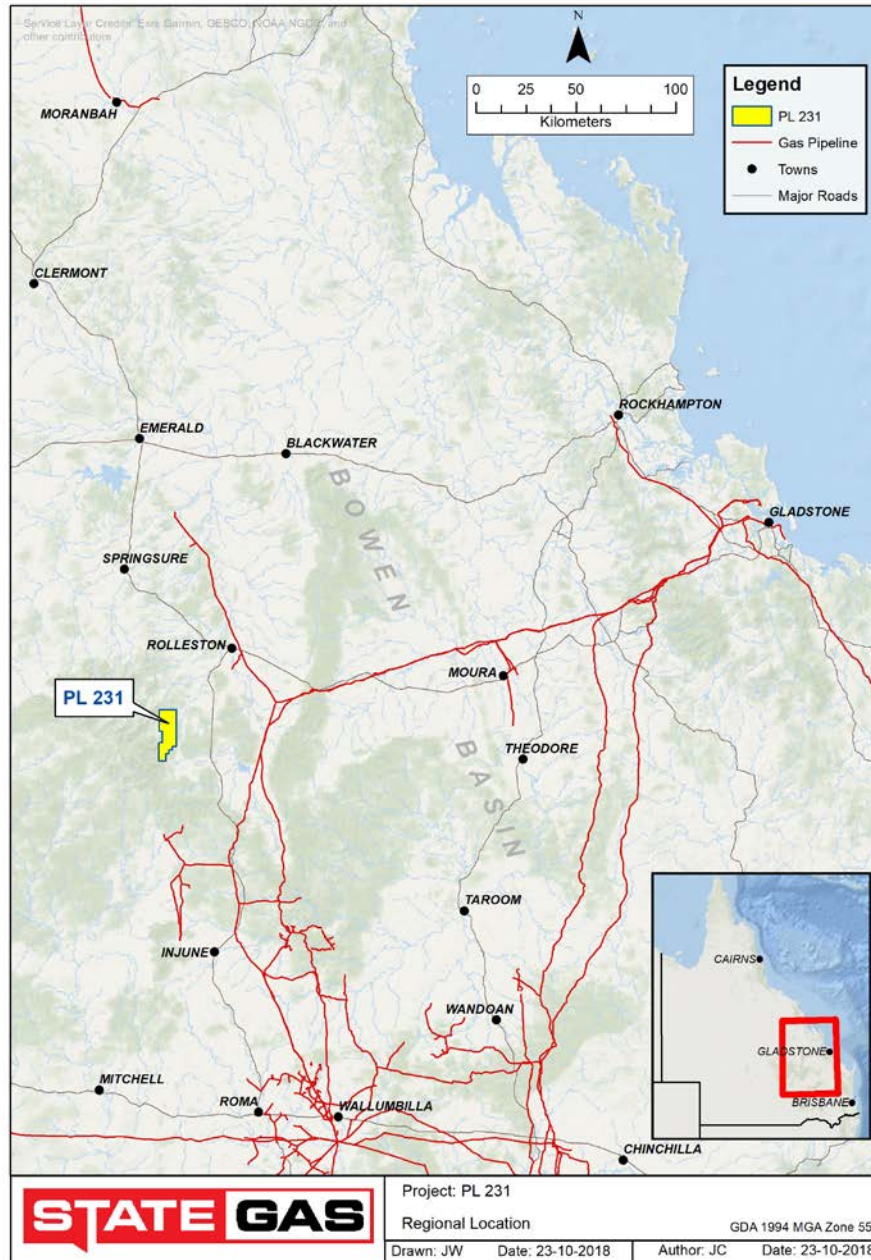 Service Layer Credits: Esri, Garmin, GEBCO, NOAA NGDC, and
other contributors
N
0 25 50 100
Kilometers
Legend
PL 231
Gas Pipeline
Towns
Major Roads
MORANBAH
CLERMONT
ROCKHAMPTON
EMERALD
BLACKWATER
BOWEN
GLADSTONE
SPRINGSURE
ROLLESTON
MOURA
PL 231
BASIN
THEODORE
TAROOM
INJUNE
CAIRNS
WANDOAN
GLADSTONE
MITCHELL
ROMA
WALLUMBILLA
BRISBANE
CHINCHILLA
STATE GAS
Project: PL 231
Regional Location
GDA 1994 MGA Zone 55
Drawn: JW Date: 23-10-2018 Author: JC Date: 23-10-2018